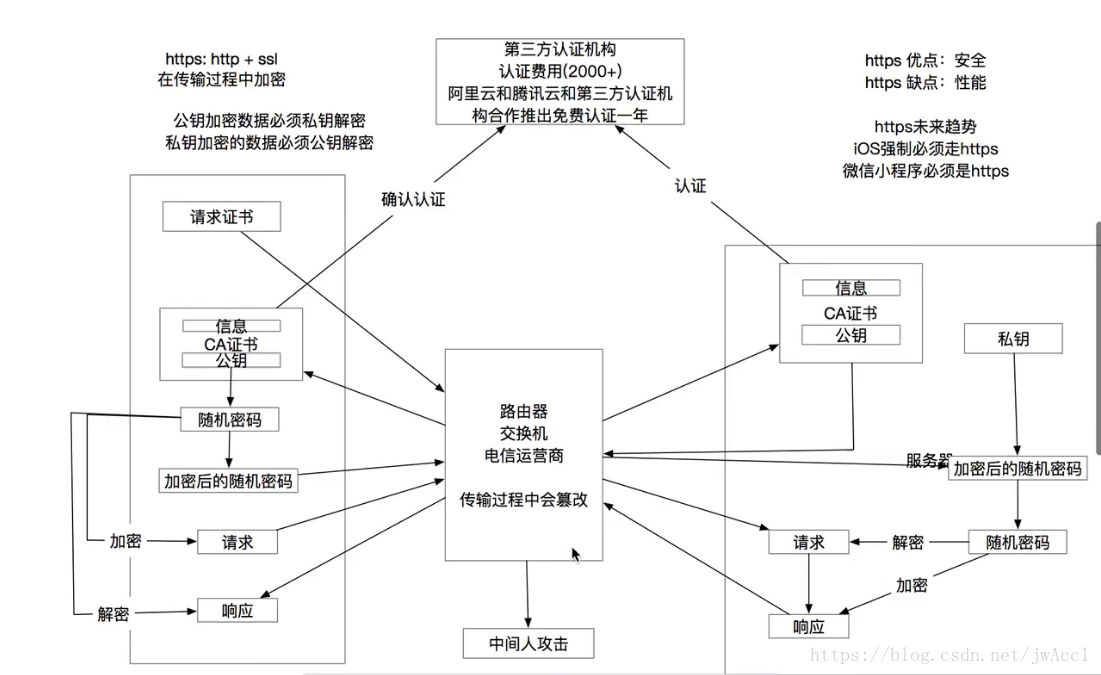 https: http + ssl
在传输过程中加密
公钥加密数据必须私钥解密
私钥加密的数据必须公钥解密
第三方认证机构
认证费用(2000+)
阿里云和腾讯云和第三方认证机
构合作推出免费认证一年
https 优点：安全
https 缺点：性能
https未来趋势
iOS强制必须走https
微信小程序必须是https
确认认证
认证
请求证书
信息
CA证书
公钥
随机密码
加密后的随机密码
加密
请求
解密
响应
路由器
交换机
电信运营商
传输过程中会篡改
中间人攻击
信息
CA证书
公钥
私钥
服务器
加密后的随机密码
请求
解密
随机密码
加密
响应
https://blog.csdn.net/jwAccl